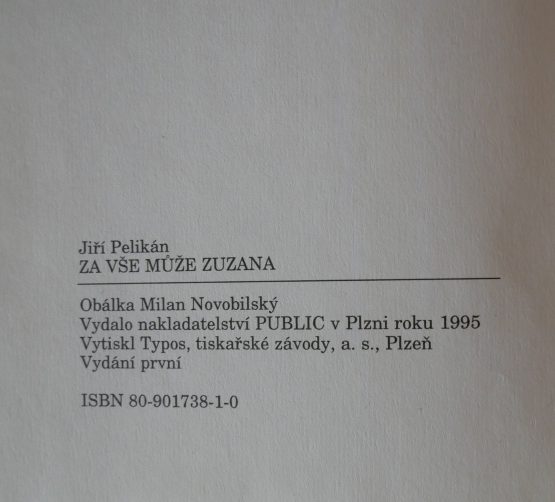 Jiří Pelikán
ZA VŠE MŮŽE ZUZANA
Obálka Milan Novobilský
Vydalo nakladatelství PUBLIC v Plzni roku 1995
Vytiskl Typos, tiskařské závody, a. s., Plzeň
Vydání první
ISBN 80-901738-1-0